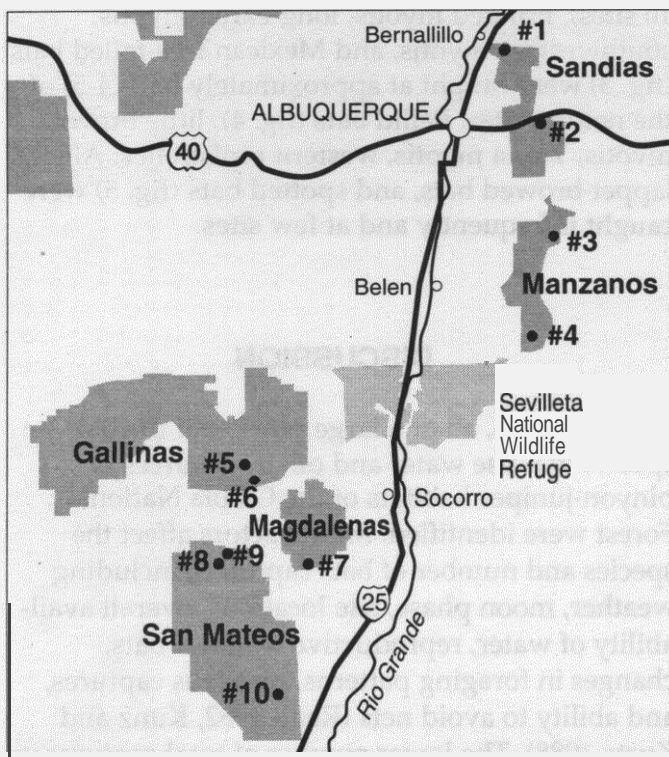 Bernallillo
#1
Sandias
ALBUQUERQUE
40
#2
#3
Belen
Manzanos
#4
Sevilleta
National
Wildlife
Refuge
Gallinas
#5
#6
Socorro
Magdalenas
#9
#8
#7
25
San Mateos
Rio Grande
#10